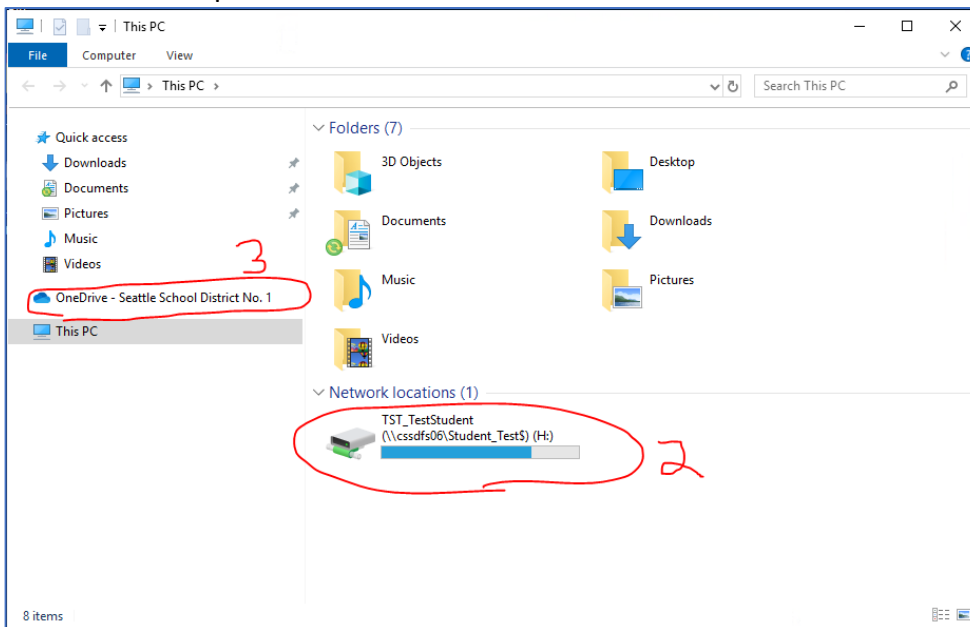 This PC
File Computer View
This PC
Search This PC
Quick access
Downloads
Documents
Pictures
Music
Videos
3
OneDrive - Seattle School District No. 1
This PC
Folders (7)
3D Objects
Desktop
Documents
Downloads
Music
Pictures
Videos
Network locations (1)
TST_TestStudent
(\\cssdfs06\Student_Test$) (H:)
2
8 items